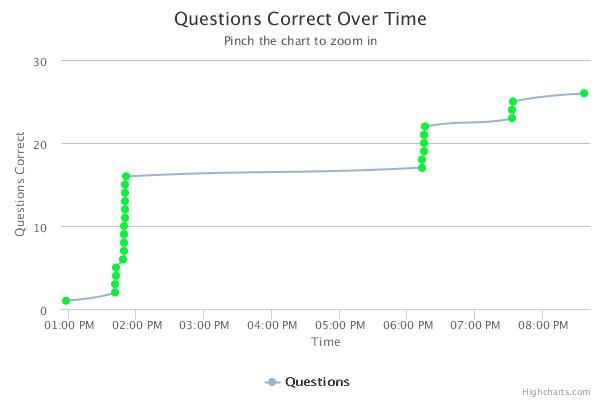 Questions Correct Over Time
Pinch the chart to zoom in
Questions Correct
30
20
10
0
01:00 PM 02:00 PM 03:00 PM 04:00 PM 05:00 PM 06:00 PM 07:00 PM 08:00 PM
Time
Questions
Highcharts.com